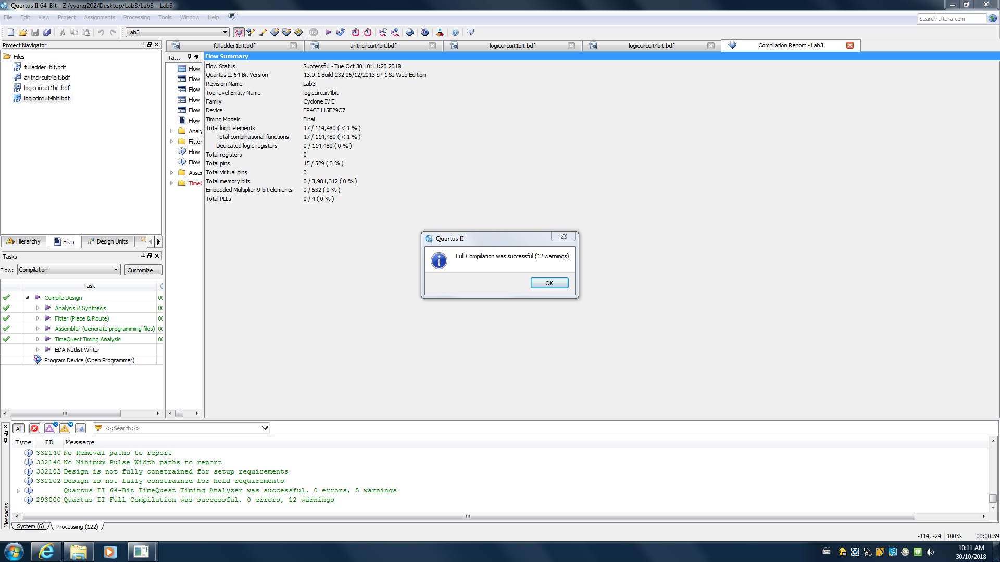 Quartus II 64-Bit - Z:/yyang202/Desktop/Lab3/Lab3 - Lab3
File Edit View Project Assignments Processing Tools Window Help
Search altera.com
Lab3
Project Navigator
Files
fulladder1bit.bdf
arithcircuit4bit.bdf
logiccircuit1bit.bdf
logiccircuit4bit.bdf
Hierarchy Files Design Units
fulladder1bit.bdf arithcircuit4bit.bdf logiccircuit1bit.bdf logiccircuit4bit.bdf Compilation Report - Lab3
Ta...
Flow
Flow
Flow
Flow
Flow
Flow
Analy
Fitter
Flow
Flow
Asse
TimeQ
Flow Summary
Flow Status Successful - Tue Oct 30 10:11:20 2018
Quartus II 64-Bit Version 13.0.1 Build 232 06/12/2013 SP 1 SJ Web Edition
Revision Name Lab3
Top-level Entity Name logiccircuit4bit
Family Cyclone IV E
Device EP4CE115F29C7
Timing Models Final
Total logic elements 17 / 114,480 ( < 1 % )
Total combinational functions 17 / 114,480 ( < 1 % )
Dedicated logic registers 0 / 114,480 ( 0 % )
Total registers 0
Total pins 15 / 529 ( 3 % )
Total virtual pins 0
Total memory bits 0 / 3,981,312 ( 0 % )
Embedded Multiplier 9-bit elements 0 / 532 ( 0 % )
Total PLLs 0 / 4 ( 0 % )
Quartus II
Full Compilation was successful (12 warnings)
OK
Tasks
Flow: Compilation Customize...
Task
Compile Design 00
Analysis & Synthesis 00
Fitter (Place & Route) 00
Assembler (Generate programming files) 00
TimeQuest Timing Analysis 00
EDA Netlist Writer
Program Device (Open Programmer)
All 3 9 <<Search>>
Type ID Message
332140 No Removal paths to report
332140 No Minimum Pulse Width paths to report
332102 Design is not fully constrained for setup requirements
332102 Design is not fully constrained for hold requirements
Quartus II 64-Bit TimeQuest Timing Analyzer was successful. 0 errors, 5 warnings
293000 Quartus II Full Compilation was successful. 0 errors, 12 warnings
Messages
System (6) Processing (122)
-114, -24 100% 00:00:39
10:11 AM
30/10/2018